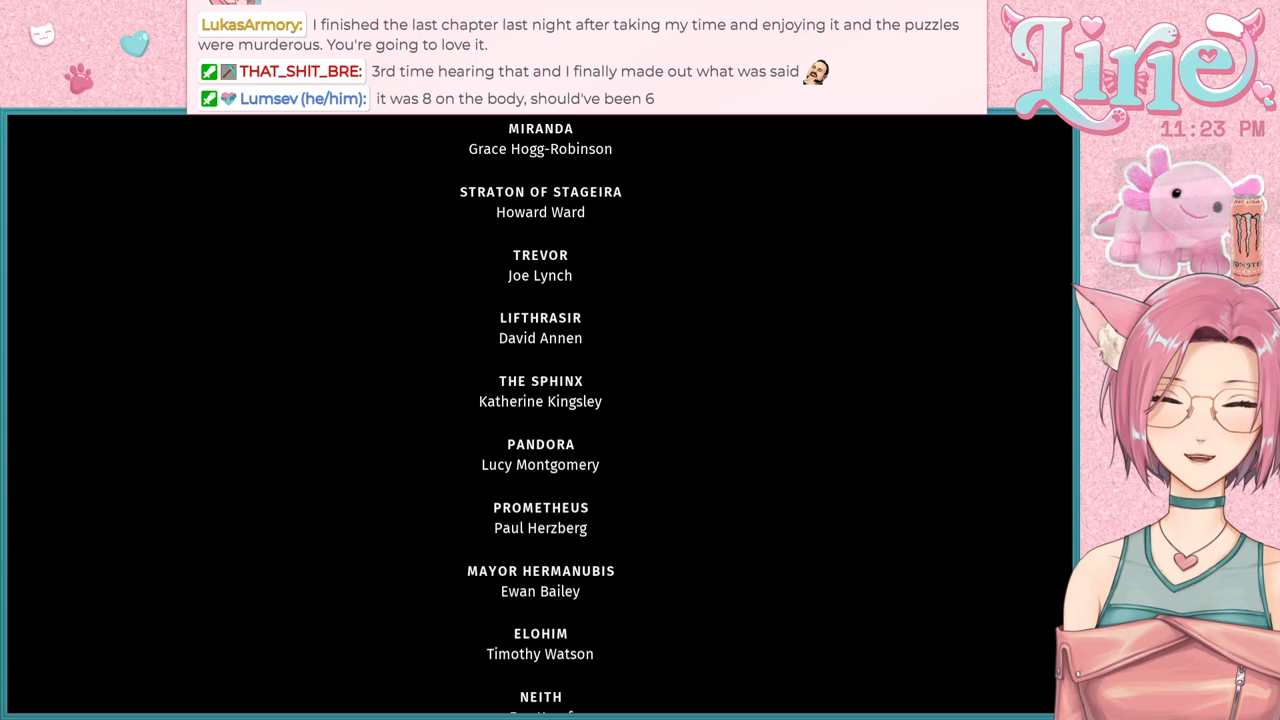 LukasArmory: I finished the last chapter last night after taking my time and enjoying it and the puzzles
were murderous. You're going to love it.
THAT_SHIT_BRE: 3rd time hearing that and I finally made out what was said
Lumsev (he/him): it was 8 on the body, should've been 6
Lirie
11:23 PM
MIRANDA
Grace Hogg-Robinson
STRATON OF STAGEIRA
Howard Ward
TREVOR
Joe Lynch
LIFTHRASIR
David Annen
THE SPHINX
Katherine Kingsley
PANDORA
Lucy Montgomery
PROMETHEUS
Paul Herzberg
MAYOR HERMANUBIS
Ewan Bailey
ELOHIM
Timothy Watson
NEITH